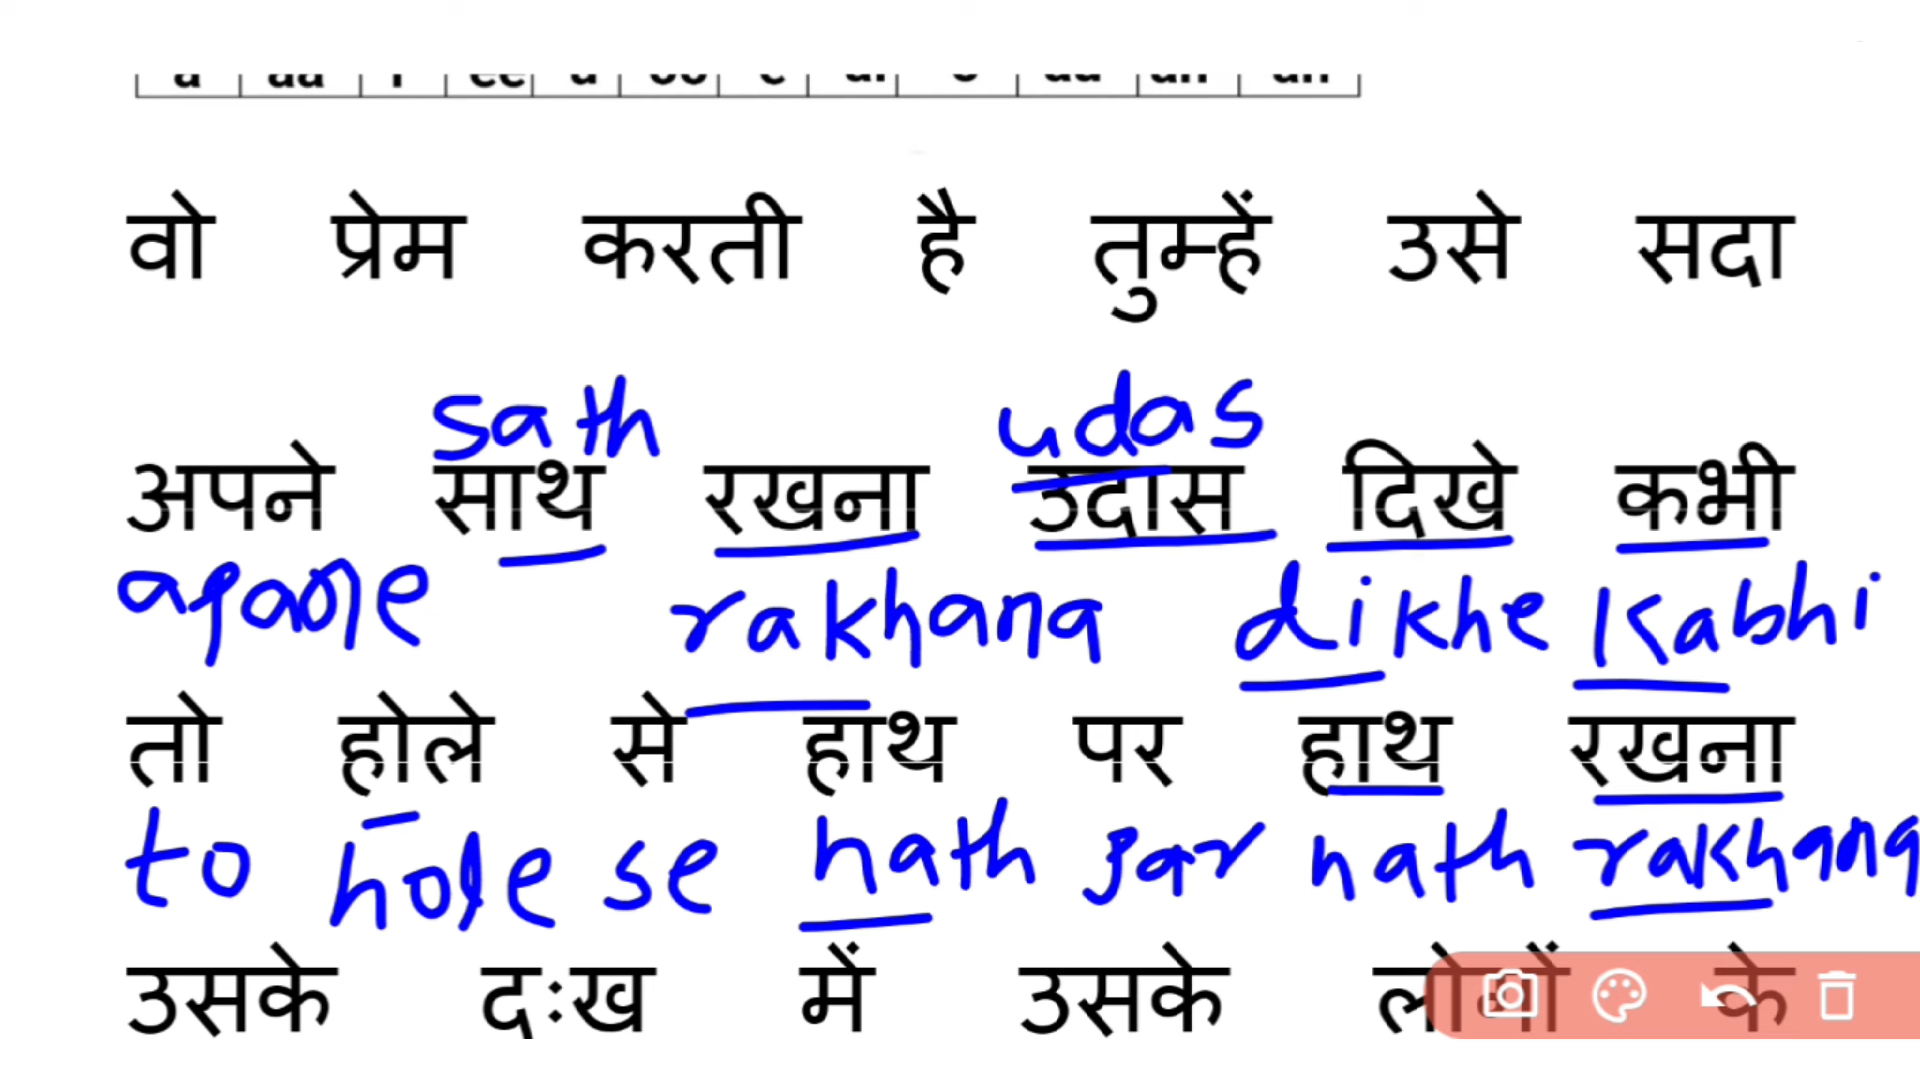 वो प्रेम करती है तुम्हें उसे सदा
sath udas
अपने साथ रखना उदास दिखे कभी
apane rakhana dikhe kabhi
तो होले से हाथ पर हाथ रखना
to hole se hath par hath rakhana
उसके दःख में उसके के